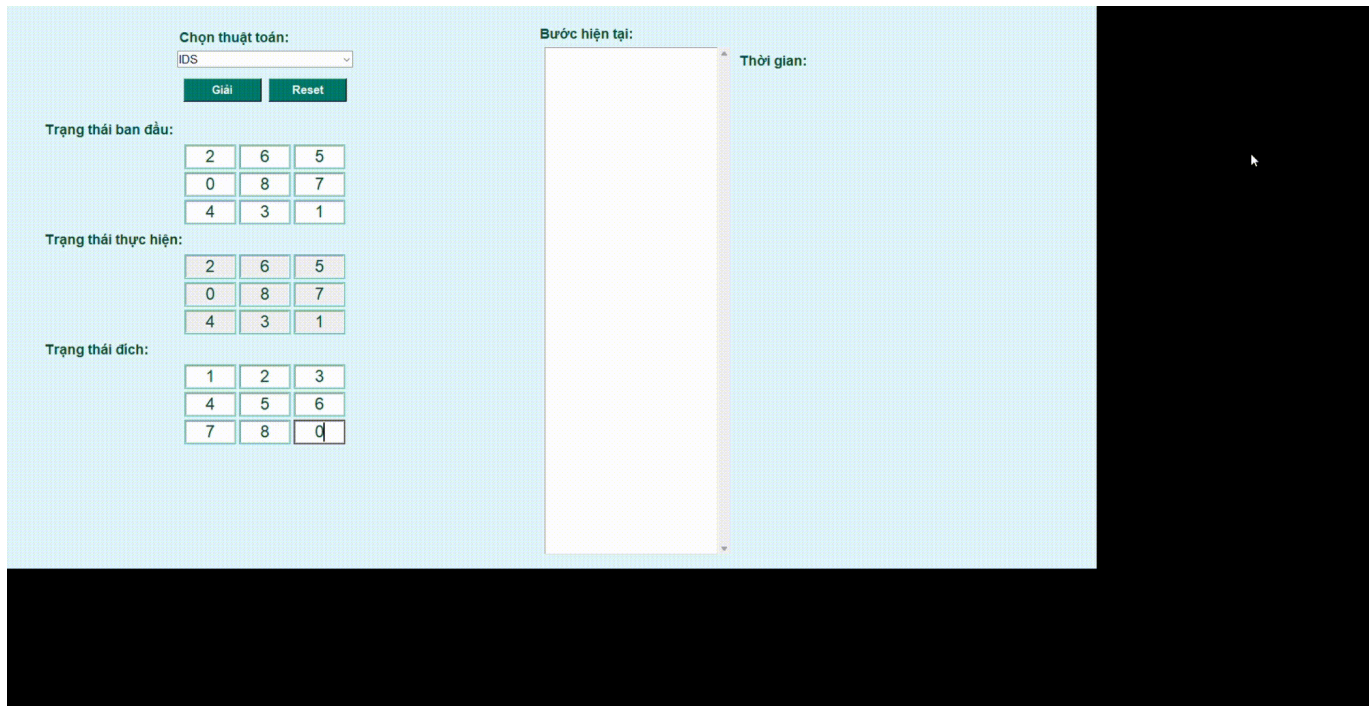 Chọn thuật toán:
IDS
Giải Reset
Trạng thái ban đầu:
2 6 5
0 8 7
4 3 1
Trạng thái thực hiện:
2 6 5
0 8 7
4 3 1
Trạng thái đích:
1 2 3
4 5 6
7 8 0
Bước hiện tại:
Thời gian: